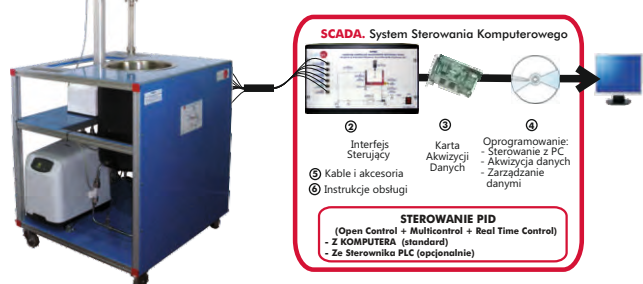 SCADA. System Sterowania Komputerowego
②
Interfejs
Sterujący
③
Karta
Akwizycji
Danych
④
Oprogramowanie:
- Sterowanie z PC
- Akwizycja danych
- Zarządzanie
danymi
⑤ Kable i akcesoria
⑥ Instrukcje obsługi
STEROWANIE PID
(Open Control + Multicontrol + Real Time Control)
- Z KOMPUTERA (standard)
- Ze Sterownika PLC (opcjonalnie)